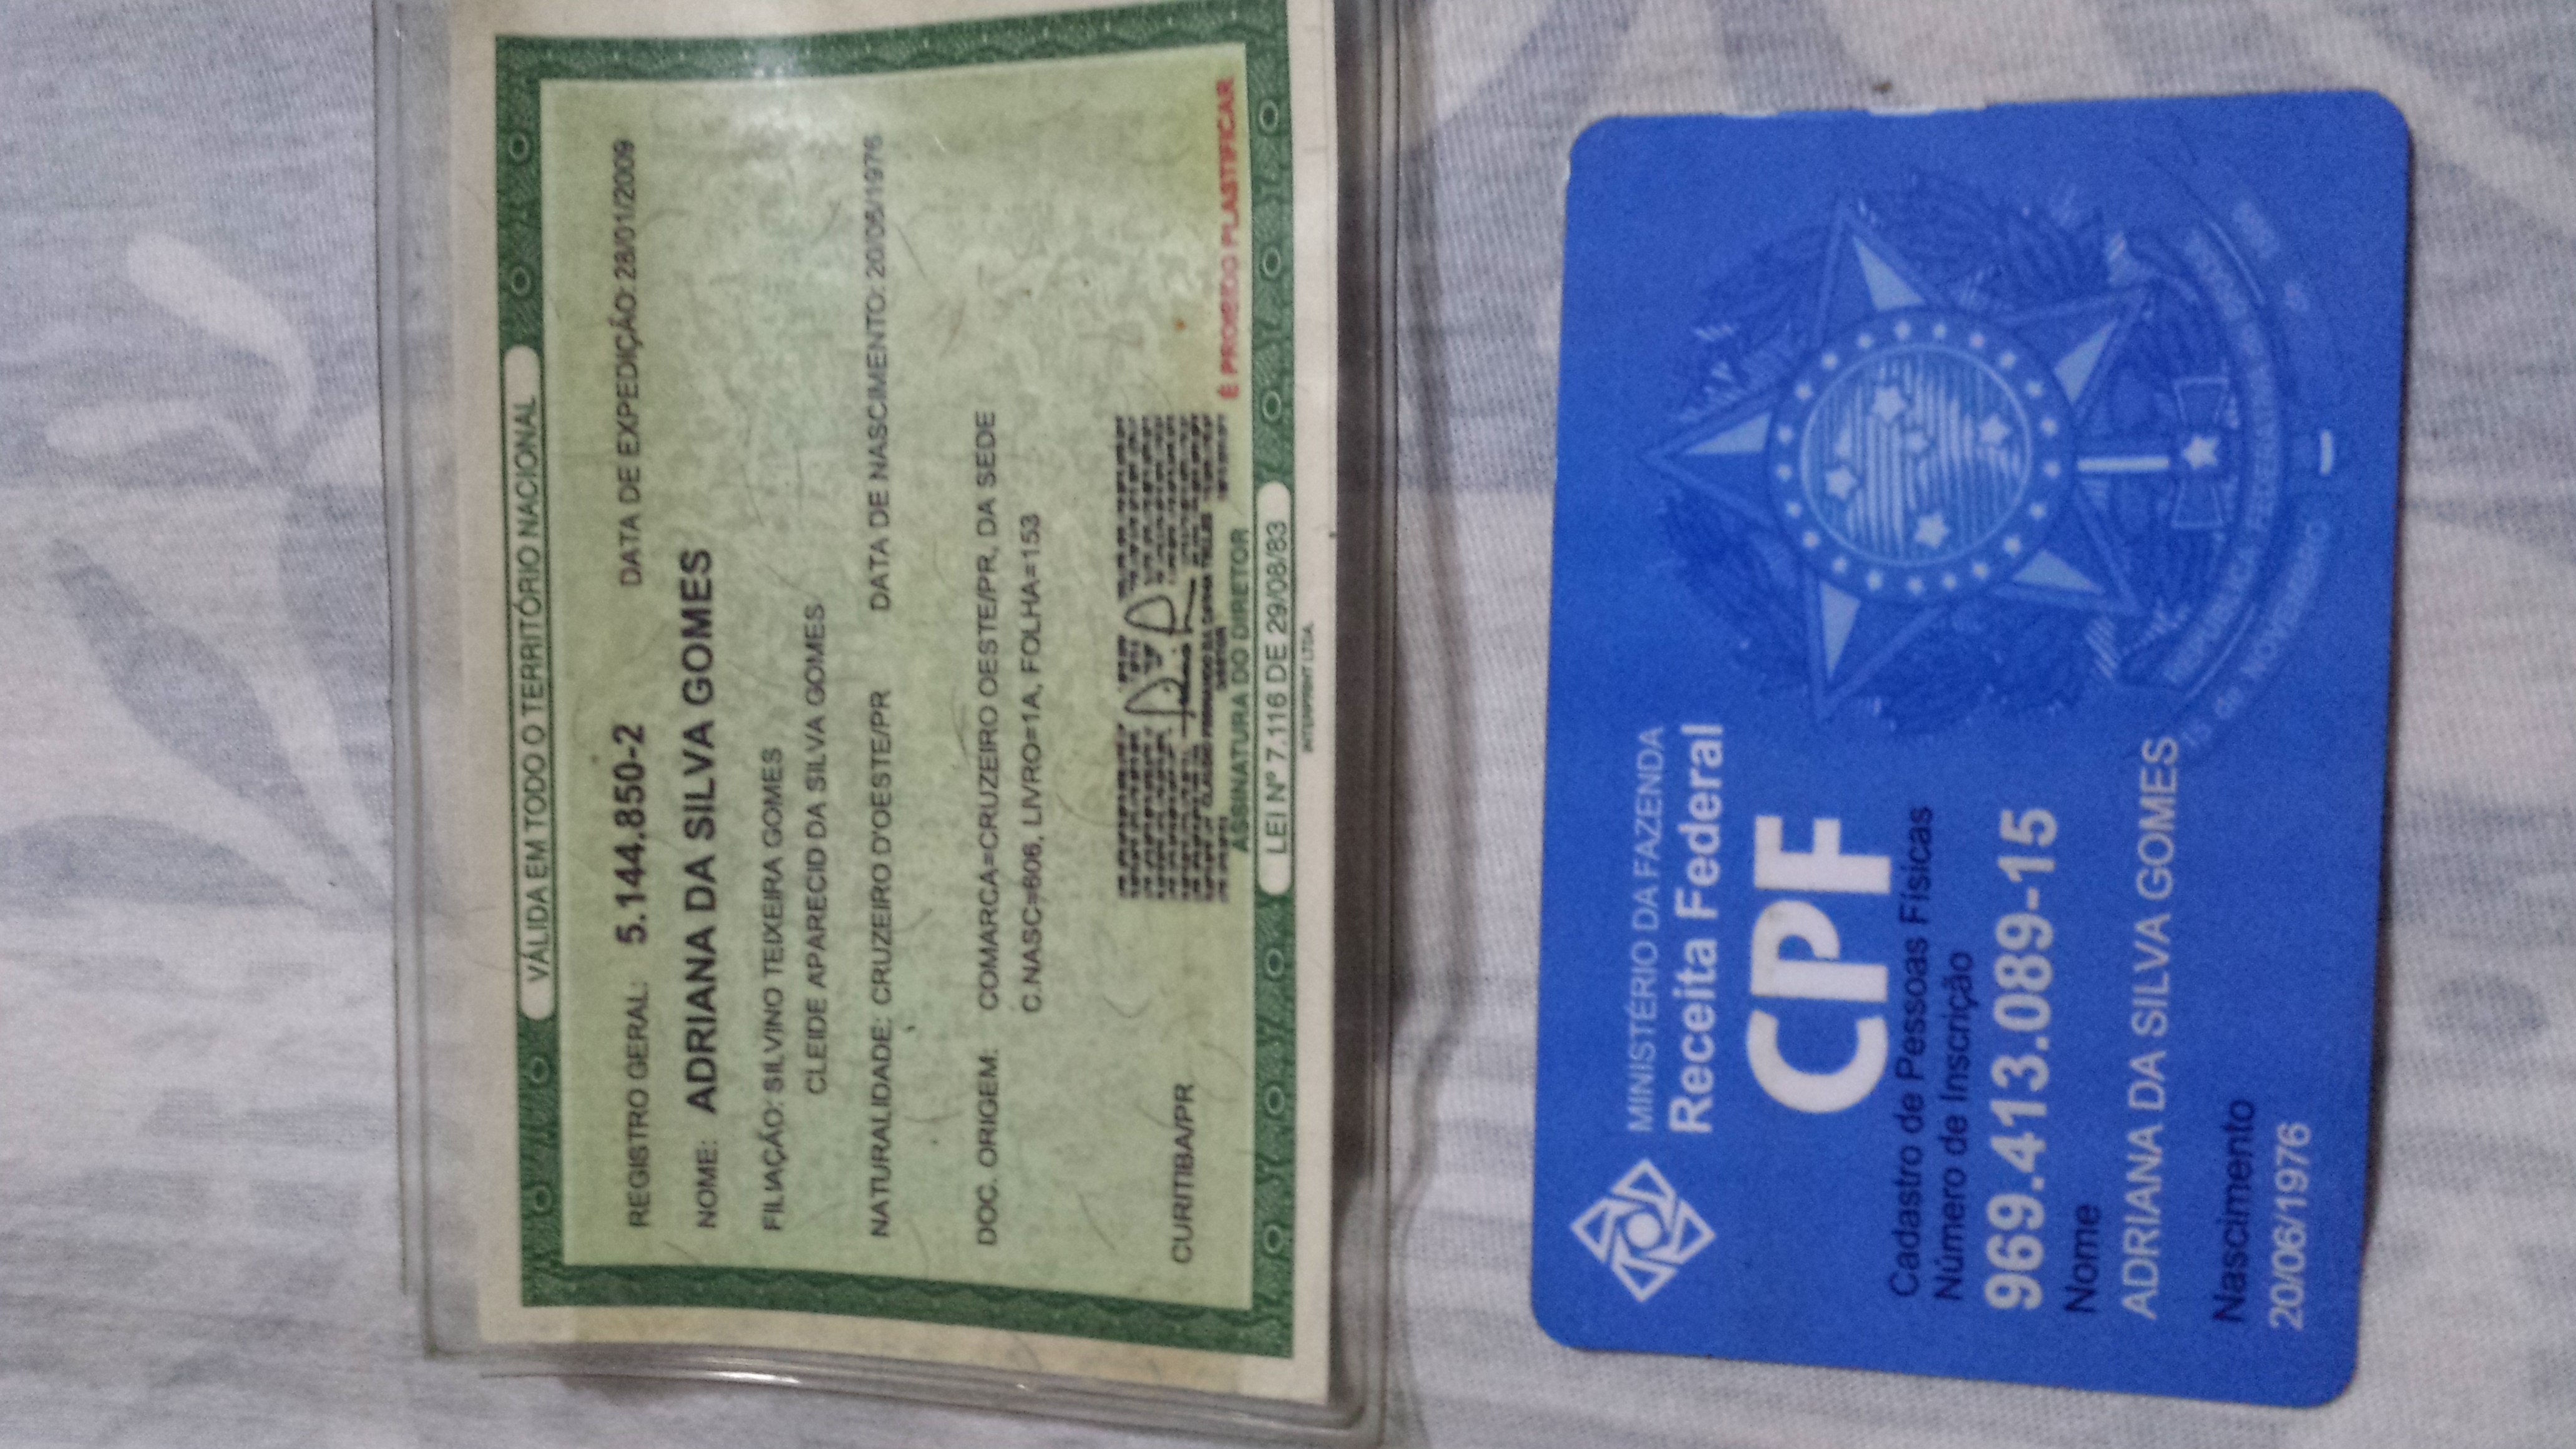 VÁLIDA EM TODO O TERRITÓRIO NACIONAL
REGISTRO GERAL: 5.144.850-2 DATA DE EXPEDIÇÃO: 28/01/2009
NOME: ADRIANA DA SILVA GOMES
FILIAÇÃO: SILVINO TEIXEIRA GOMES
CLEIDE APARECID DA SILVA GOMES
NATURALIDADE: CRUZEIRO D'OESTE/PR DATA DE NASCIMENTO: 20/06/1976
DOC. ORIGEM: COMARCA=CRUZEIRO OESTE/PR, DA SEDE
C.NASC=606, LIVRO=1A, FOLHA=153
CURITIBA/PR
DIRETOR
É PROIBIDO PLASTIFICAR
ASSINATURA DO DIRETOR
LEI Nº 7.116 DE 29/08/83
INTERPRINT LTDA.
MINISTÉRIO DA FAZENDA
Receita Federal
CPF
Cadastro de Pessoas Físicas
Número de Inscrição
969.413.089-15
Nome
ADRIANA DA SILVA GOMES
Nascimento
20/06/1976
REPÚBLICA FEDERATIVA do BRASIL
15 de NOVEMBRO de 1889